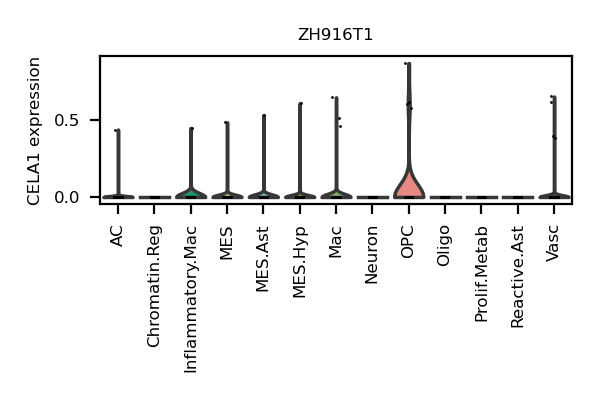 ZH916T1
CELA1 expression
0.5
0.0
AC
Chromatin.Reg
Inflammatory.Mac
MES
MES.Ast
MES.Hyp
Mac
Neuron
OPC
Oligo
Prolif.Metab
Reactive.Ast
Vasc